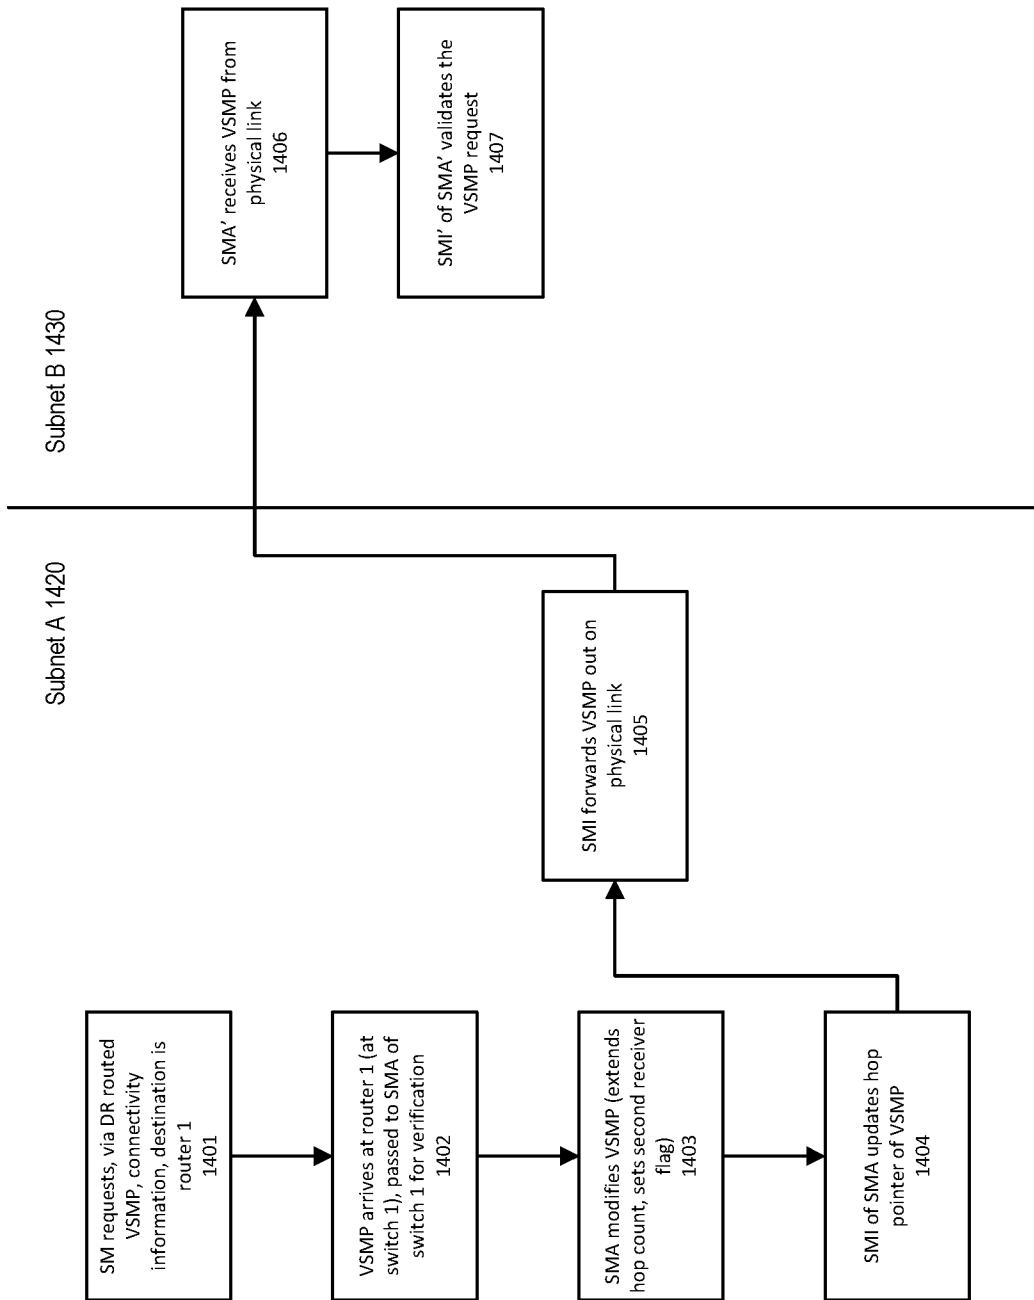 Subnet A 1420
Subnet B 1430
SM requests, via DR routed
VSMP, connectivity
information, destination is
router 1
1401
VSMP arrives at router 1 (at
switch 1), passed to SMA of
switch 1 for verification
1402
SMA modifies VSMP (extends
hop count, sets second receiver
flag)
1403
SMI of SMA updates hop
pointer of VSMP
1404
SMI forwards VSMP out on
physical link
1405
SMA’ receives VSMP from
physical link
1406
SMI’ of SMA’ validates the
VSMP request
1407